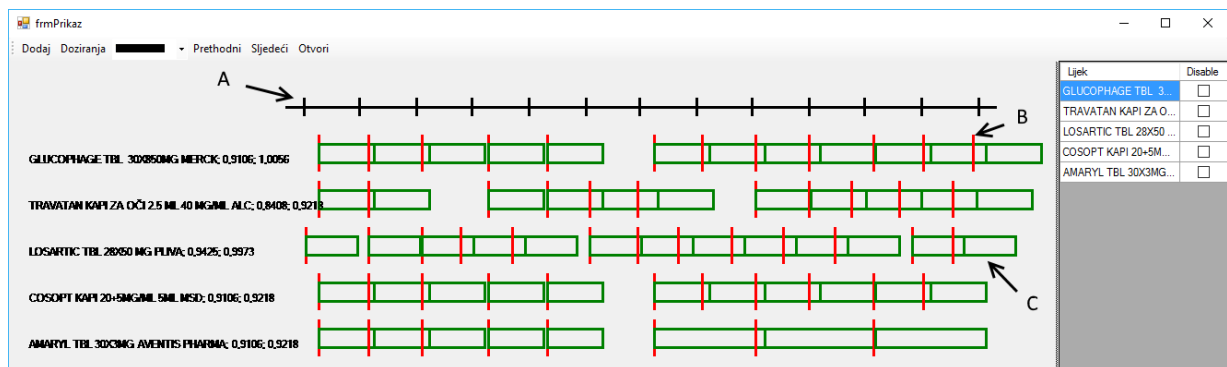 frmPrikaz
Dodaj Doziranja Prethodni Sljedeći Otvori
A
B
GLUCOPHAGE TBL 30X850MG MERCK; 0,9106; 1,0056
TRAVATAN KAPI ZA OČI 2.5 ML 40 MG/ML ALC; 0,8408; 0,9218
LOSARTIC TBL 28X50 MG PLIVA; 0,9425; 0,9973
C
COSOPT KAPI 20+5MG/ML 5ML MSD; 0,9106; 0,9218
AMARYL TBL 30X3MG AVENTIS PHARMA; 0,9106; 0,9218
Lijek Disable
GLUCOPHAGE TBL 3...
TRAVATAN KAPI ZA O...
LOSARTIC TBL 28X50 ...
COSOPT KAPI 20+5M...
AMARYL TBL 30X3MG...